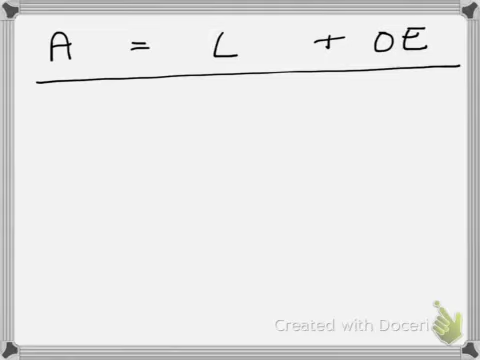 A = L + OE
Created with Doceri